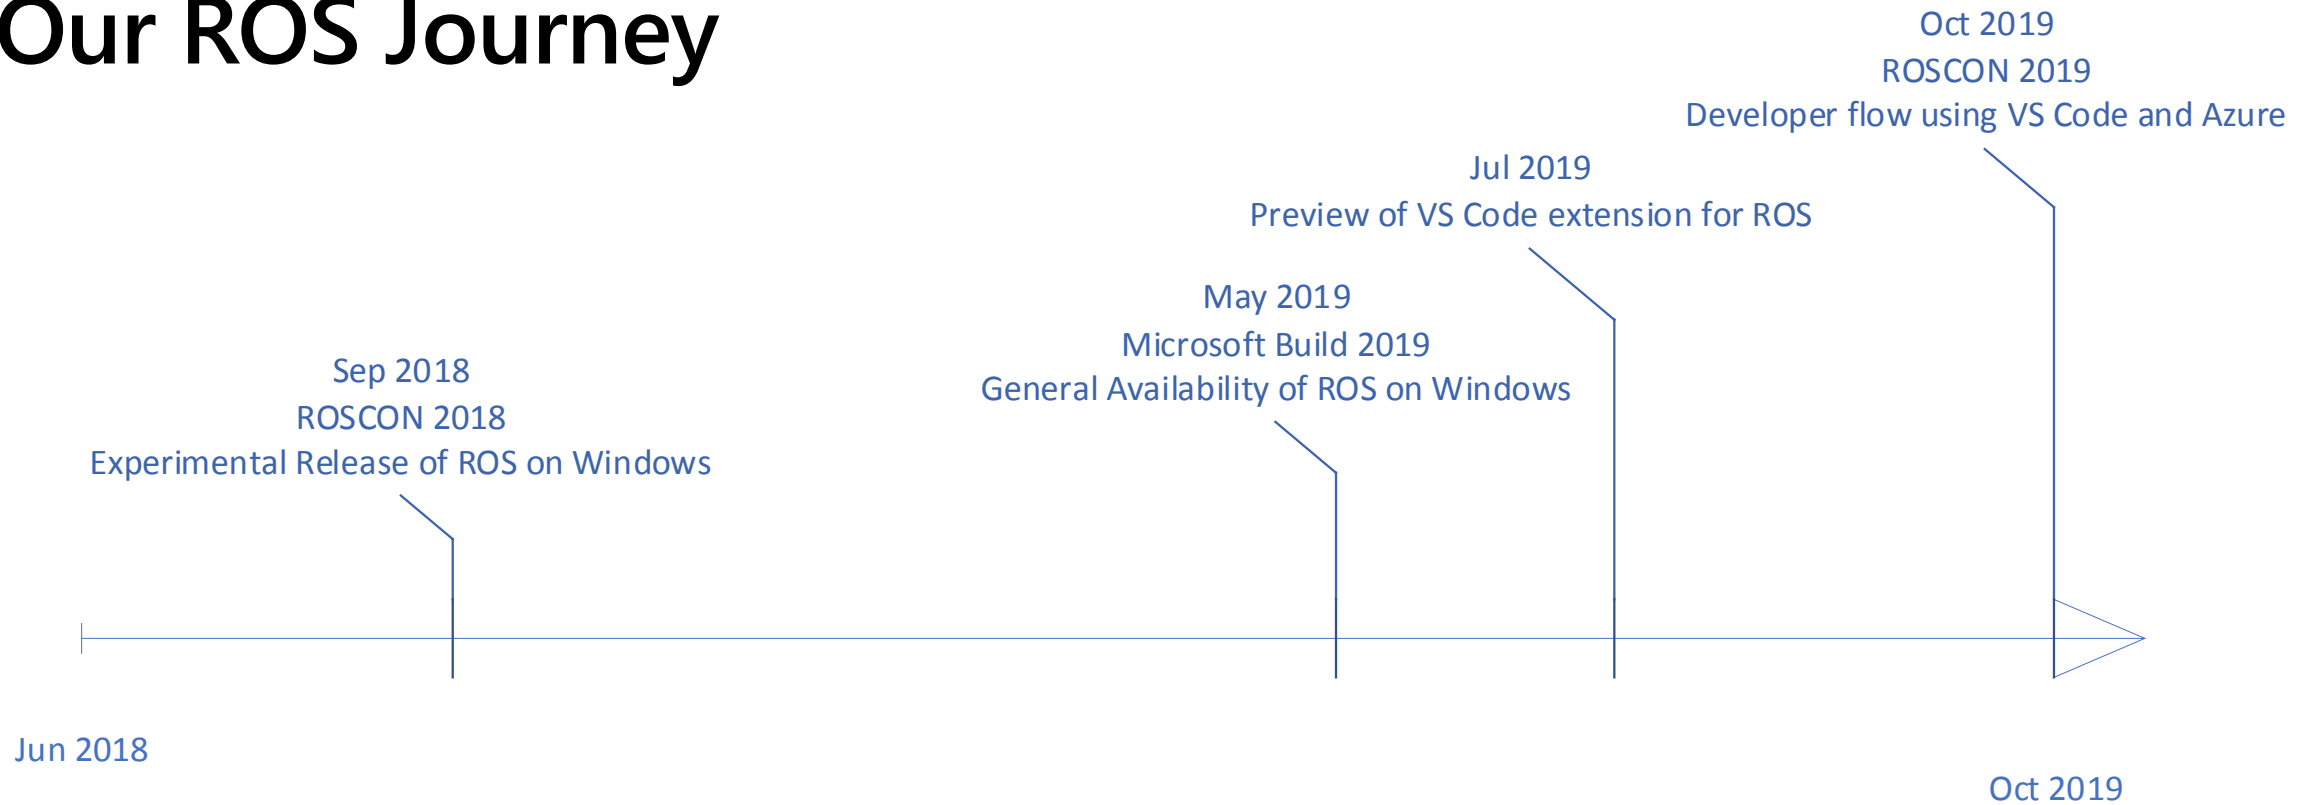 Our ROS Journey
Oct 2019
ROSCON 2019
Developer flow using VS Code and Azure
Jul 2019
Preview of VS Code extension for ROS
May 2019
Microsoft Build 2019
General Availability of ROS on Windows
Sep 2018
ROSCON 2018
Experimental Release of ROS on Windows
Jun 2018
Oct 2019